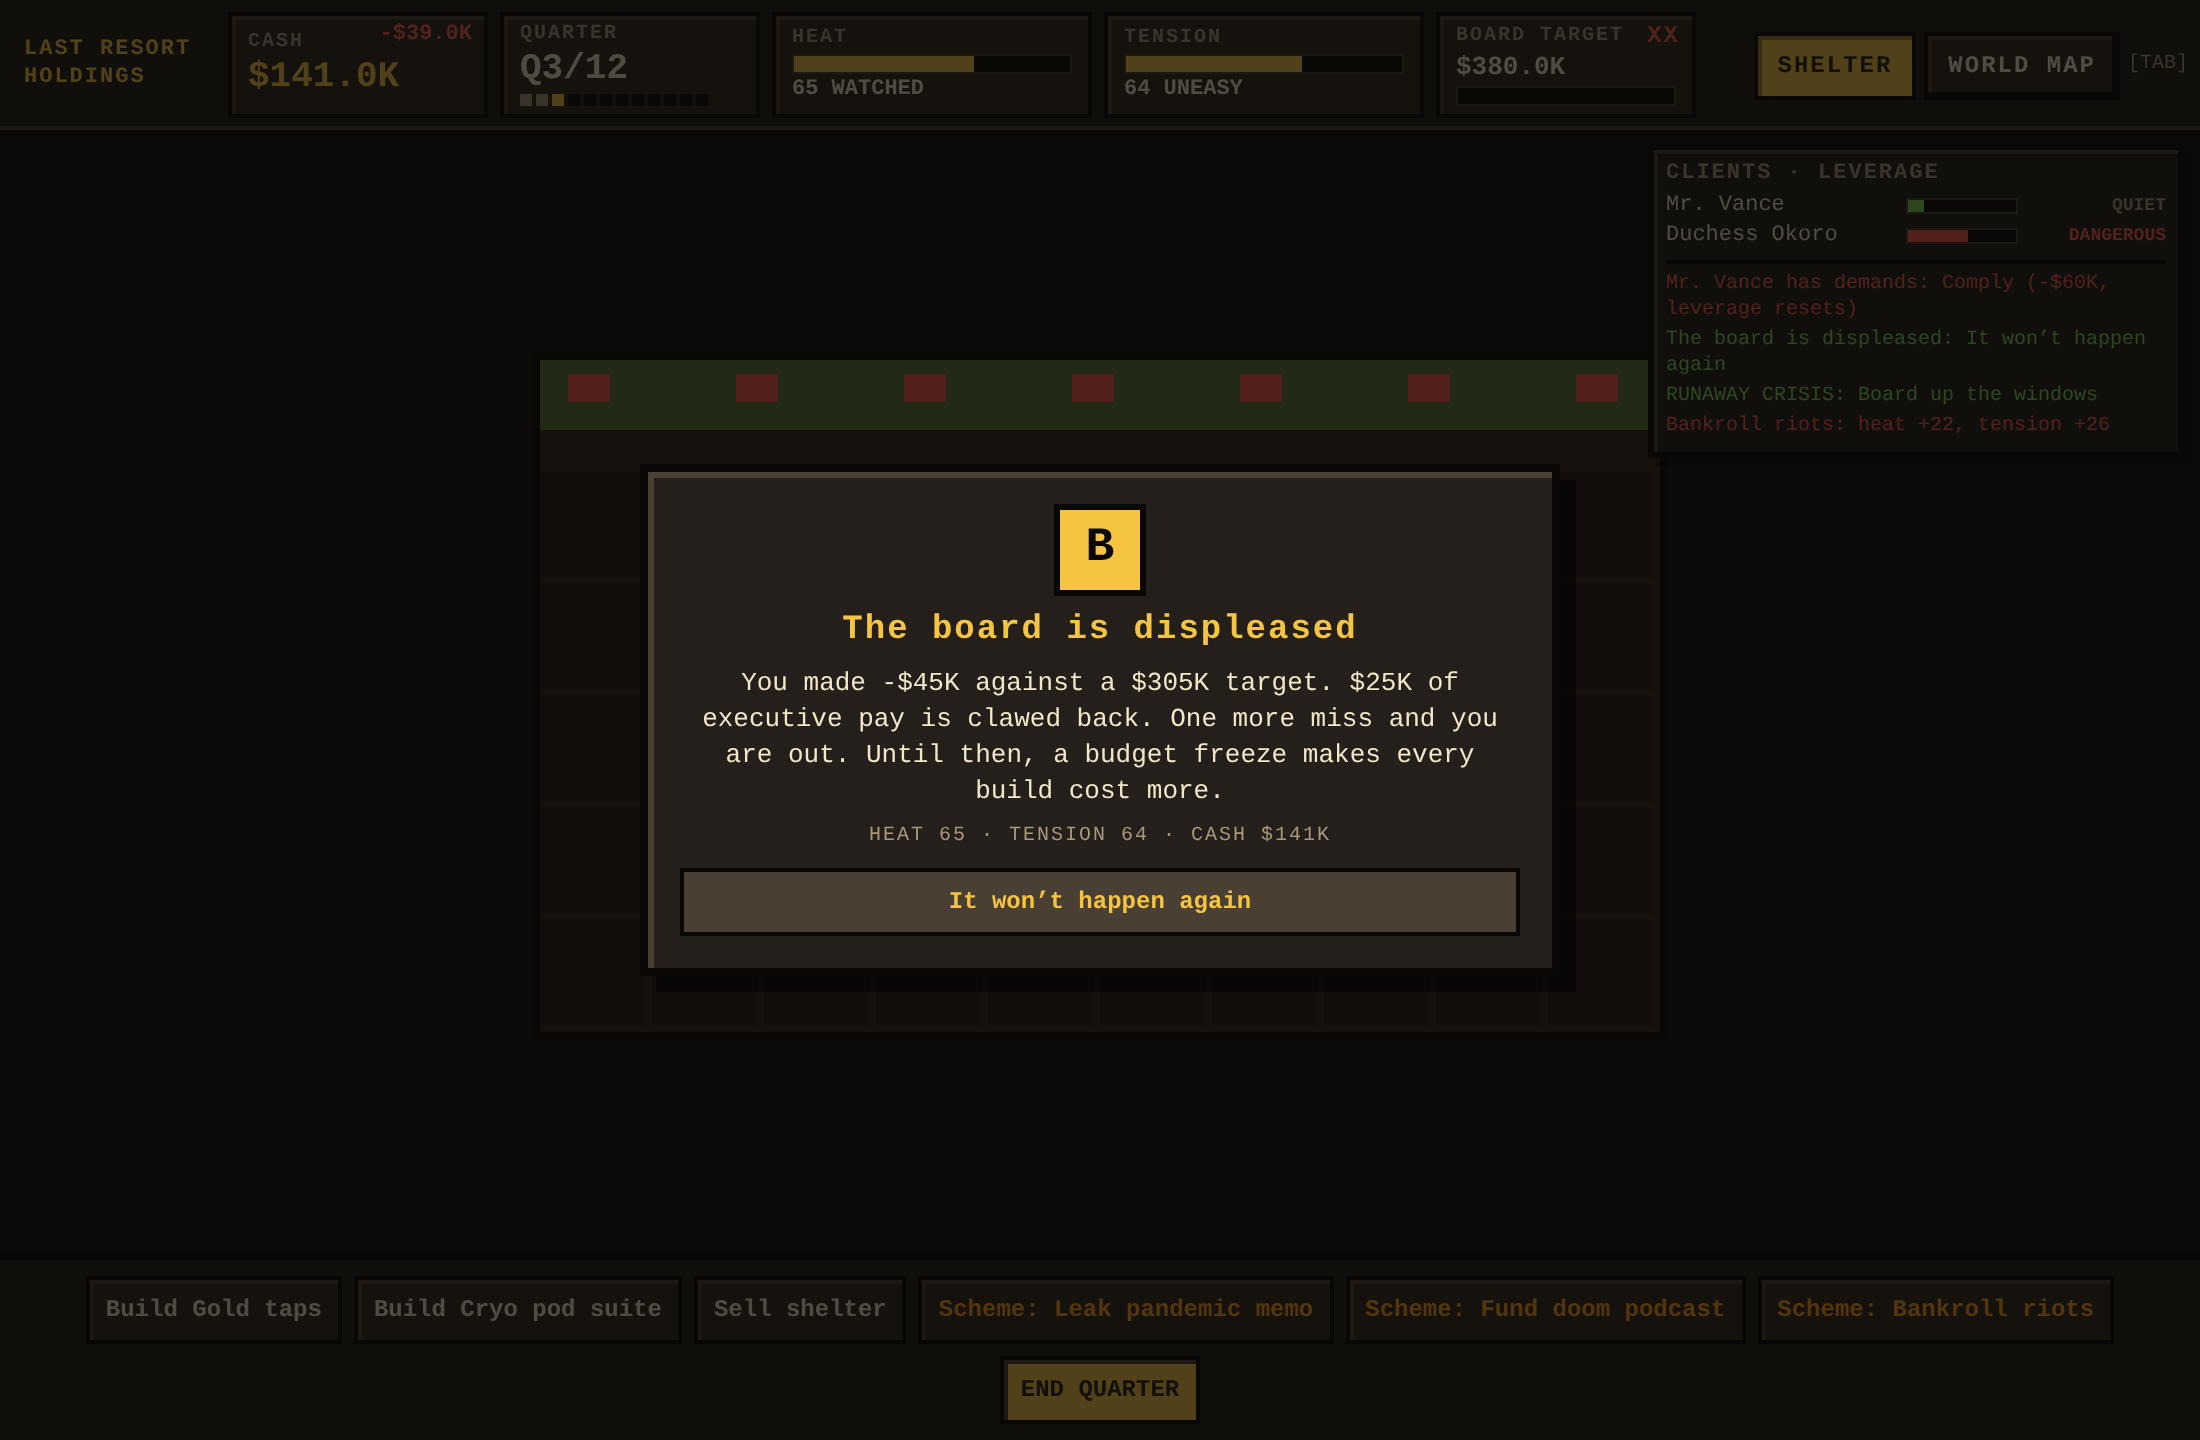 LAST RESORT
HOLDINGS
CASH
-$39.0K
$141.0K
QUARTER
Q3/12
HEAT
65 WATCHED
TENSION
64 UNEASY
BOARD TARGET
XX
$380.0K
SHELTER
WORLD MAP
[TAB]
CLIENTS · LEVERAGE
Mr. Vance
QUIET
Duchess Okoro
DANGEROUS
Mr. Vance has demands: Comply (-$60K,
leverage resets)
The board is displeased: It won’t happen
again
RUNAWAY CRISIS: Board up the windows
Bankroll riots: heat +22, tension +26
B
The board is displeased
You made -$45K against a $305K target. $25K of
executive pay is clawed back. One more miss and you
are out. Until then, a budget freeze makes every
build cost more.
HEAT 65 · TENSION 64 · CASH $141K
It won’t happen again
Build Gold taps
Build Cryo pod suite
Sell shelter
Scheme: Leak pandemic memo
Scheme: Fund doom podcast
Scheme: Bankroll riots
END QUARTER